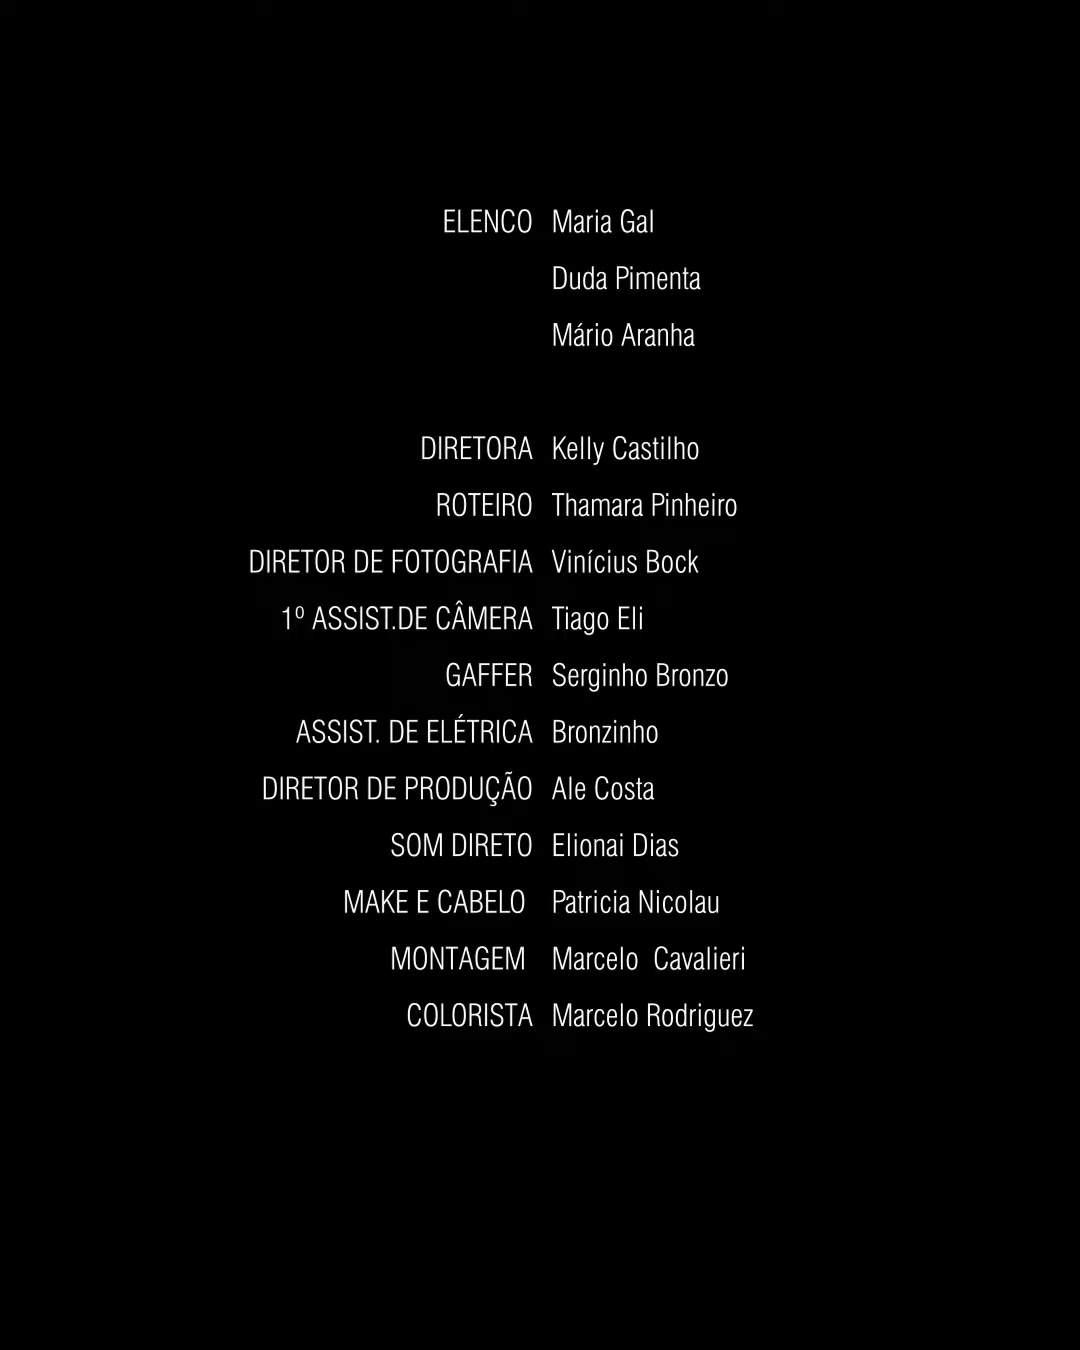 ELENCO Maria Gal
Duda Pimenta
Mário Aranha
DIRETORA Kelly Castilho
ROTEIRO Thamara Pinheiro
DIRETOR DE FOTOGRAFIA Vinícius Bock
1º ASSIST.DE CÂMERA Tiago Eli
GAFFER Serginho Bronzo
ASSIST. DE ELÉTRICA Bronzinho
DIRETOR DE PRODUÇÃO Ale Costa
SOM DIRETO Elionai Dias
MAKE E CABELO Patricia Nicolau
MONTAGEM Marcelo Cavalieri
COLORISTA Marcelo Rodriguez